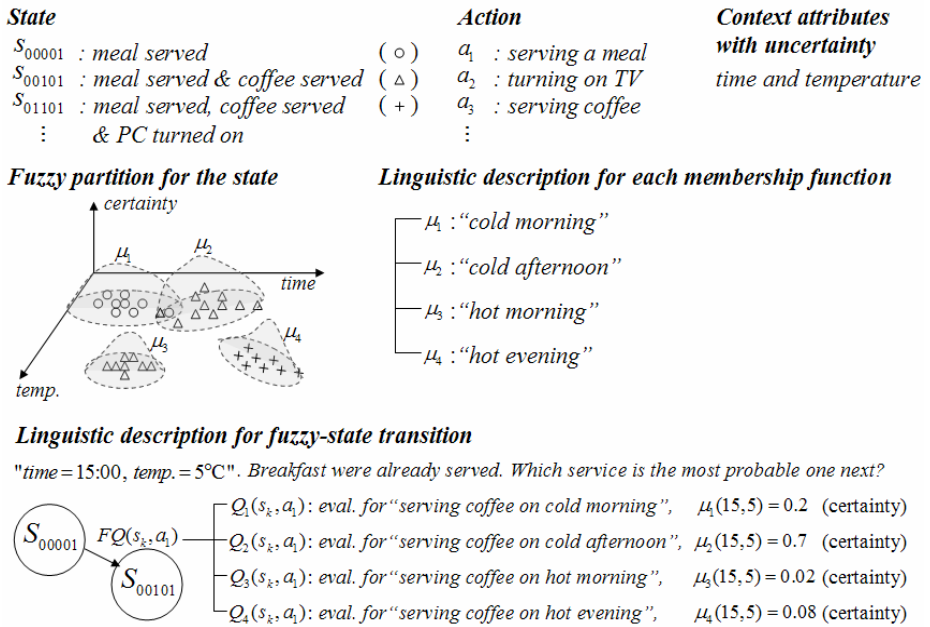 State Action Context attributes with uncertainty
S00001 : meal served ( ○ ) a1 : serving a meal time and temperature
S00101 : meal served & coffee served ( △ ) a2 : turning on TV
S01101 : meal served, coffee served ( + ) a3 : serving coffee
⋮ & PC turned on ⋮
Fuzzy partition for the state Linguistic description for each membership function
certainty
μ1 μ2
time
μ3 μ4
temp.
μ1 : “cold morning”
μ2 : “cold afternoon”
μ3 : “hot morning”
μ4 : “hot evening”
Linguistic description for fuzzy-state transition
"time = 15:00, temp. = 5°C". Breakfast were already served. Which service is the most probable one next?
S00001 FQ(sk, a1) S00101
Q1(sk, a1): eval. for “serving coffee on cold morning”, μ1(15,5) = 0.2 (certainty)
Q2(sk, a1): eval. for “serving coffee on cold afternoon”, μ2(15,5) = 0.7 (certainty)
Q3(sk, a1): eval. for “serving coffee on hot morning”, μ3(15,5) = 0.02 (certainty)
Q4(sk, a1): eval. for “serving coffee on hot evening”, μ4(15,5) = 0.08 (certainty)